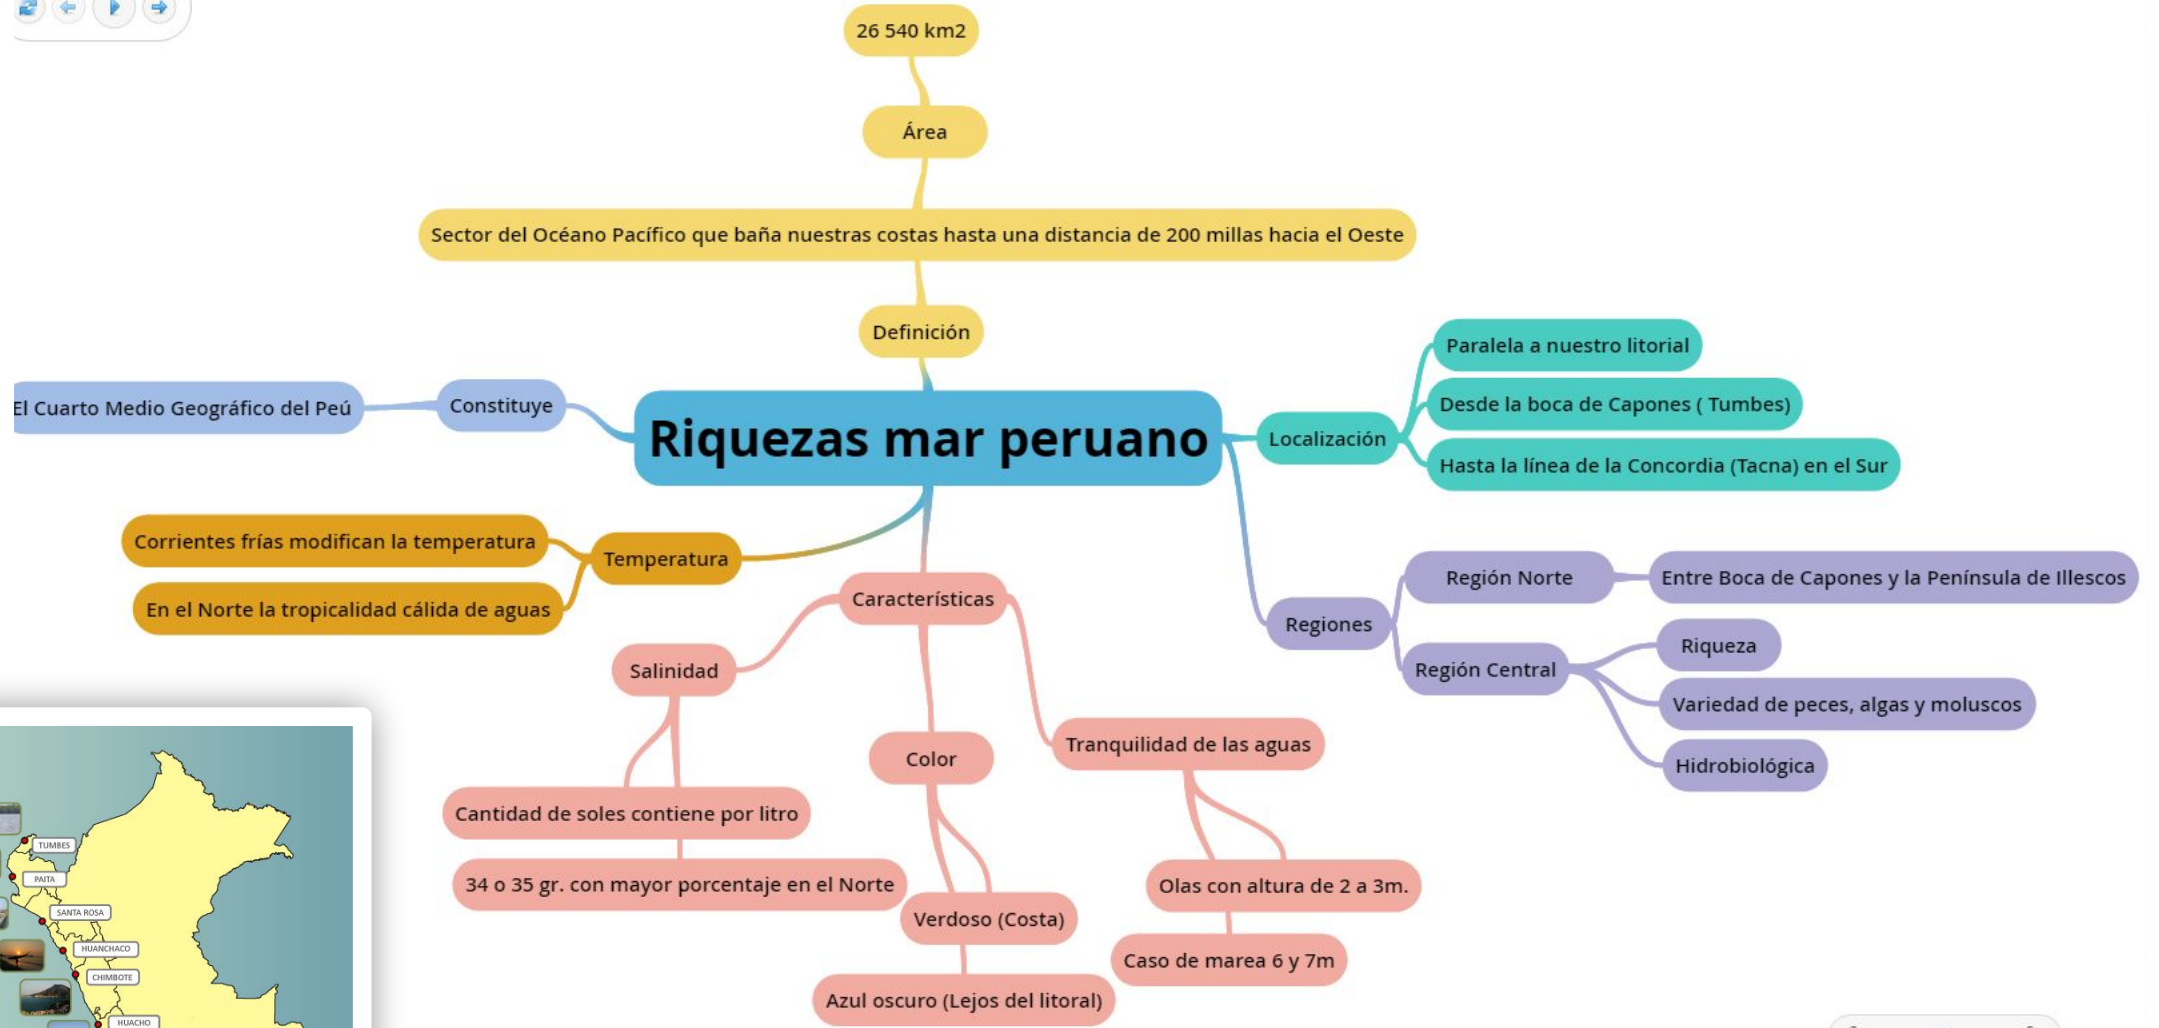 26 540 km2
Área
Sector del Océano Pacífico que baña nuestras costas hasta una distancia de 200 millas hacia el Oeste
Definición
Riquezas mar peruano
Constituye
El Cuarto Medio Geográfico del Peú
Localización
Paralela a nuestro litorial
Desde la boca de Capones ( Tumbes)
Hasta la línea de la Concordia (Tacna) en el Sur
Temperatura
Corrientes frías modifican la temperatura
En el Norte la tropicalidad cálida de aguas
Regiones
Región Norte
Entre Boca de Capones y la Península de Illescos
Región Central
Riqueza
Variedad de peces, algas y moluscos
Hidrobiológica
Características
Salinidad
Cantidad de soles contiene por litro
34 o 35 gr. con mayor porcentaje en el Norte
Color
Verdoso (Costa)
Azul oscuro (Lejos del litoral)
Tranquilidad de las aguas
Olas con altura de 2 a 3m.
Caso de marea 6 y 7m
TUMBES
PAITA
SANTA ROSA
HUANCHACO
CHIMBOTE
HUACHO